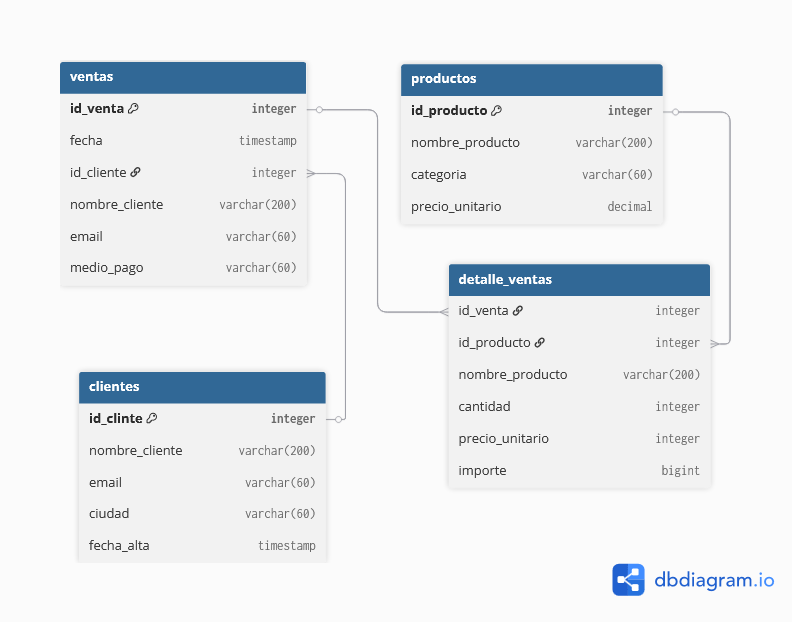 ventas
id_venta integer
fecha timestamp
id_cliente integer
nombre_cliente varchar(200)
email varchar(60)
medio_pago varchar(60)
productos
id_producto integer
nombre_producto varchar(200)
categoria varchar(60)
precio_unitario decimal
detalle_ventas
id_venta integer
id_producto integer
nombre_producto varchar(200)
cantidad integer
precio_unitario integer
importe bigint
clientes
id_clinte integer
nombre_cliente varchar(200)
email varchar(60)
ciudad varchar(60)
fecha_alta timestamp
dbdiagram.io